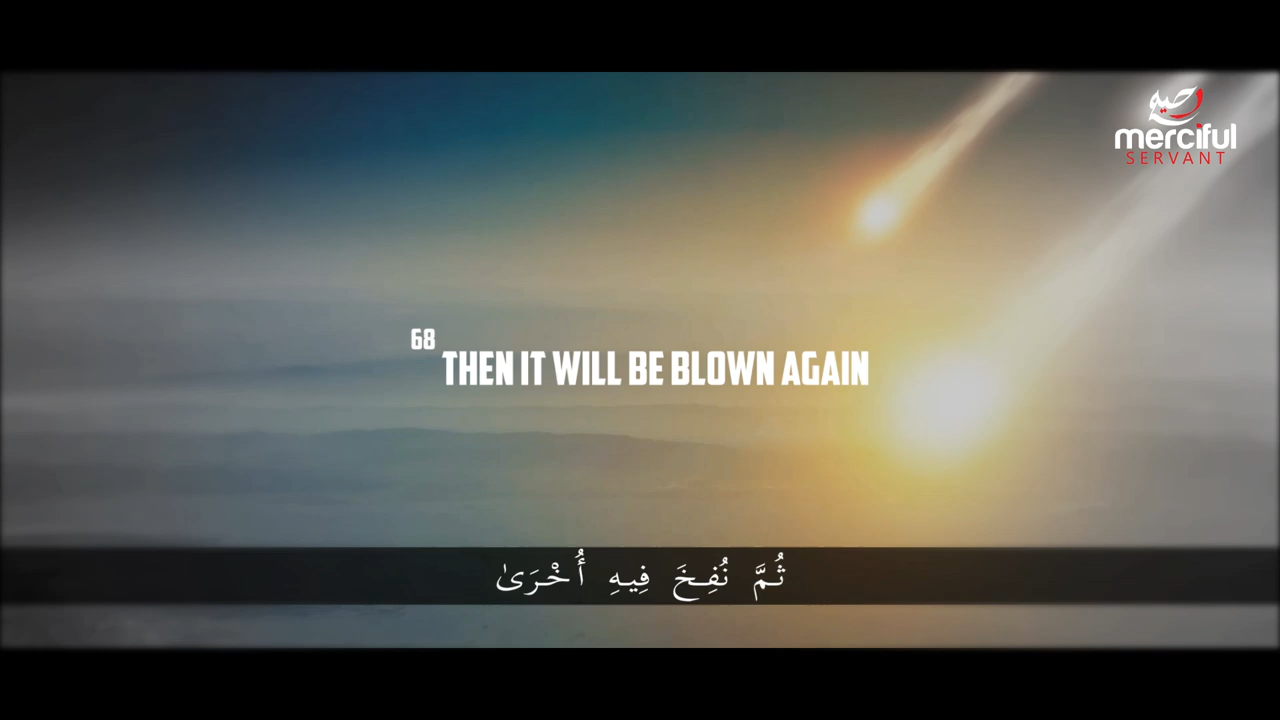 merciful
SERVANT
68 THEN IT WILL BE BLOWN AGAIN
ثُمَّ نُفِخَ فِيهِ أُخْرَىٰ